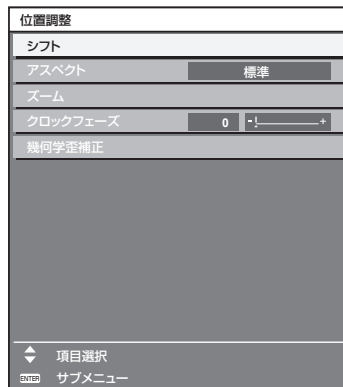 位置調整
シフト
アスペクト 標準
ズーム
クロックフェーズ 0 - +
幾何学歪補正
項目選択
ENTER サブメニュー